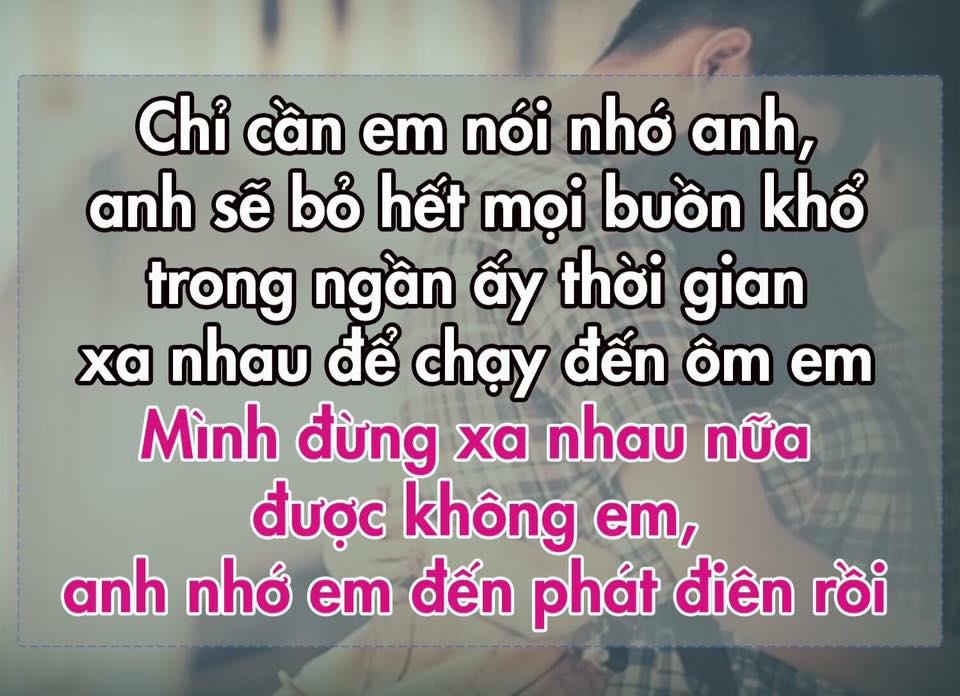 Chỉ cần em nói nhớ anh,
anh sẽ bỏ hết mọi buồn khổ
trong ngần ấy thời gian
xa nhau để chạy đến ôm em
Mình đừng xa nhau nữa
được không em,
anh nhớ em đến phát điên rồi